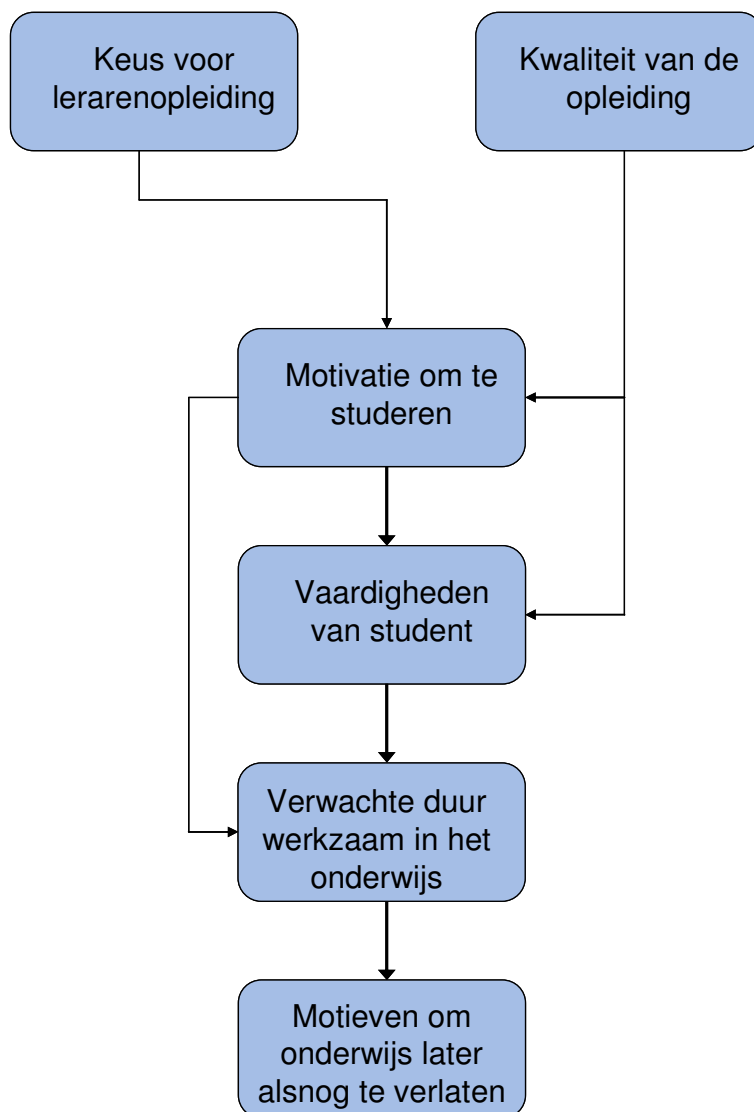 Keus voor
lerarenopleiding
Kwaliteit van de
opleiding
Motivatie om te
studeren
Vaardigheden
van student
Verwachte duur
werkzaam in het
onderwijs
Motieven om
onderwijs later
alsnog te verlaten